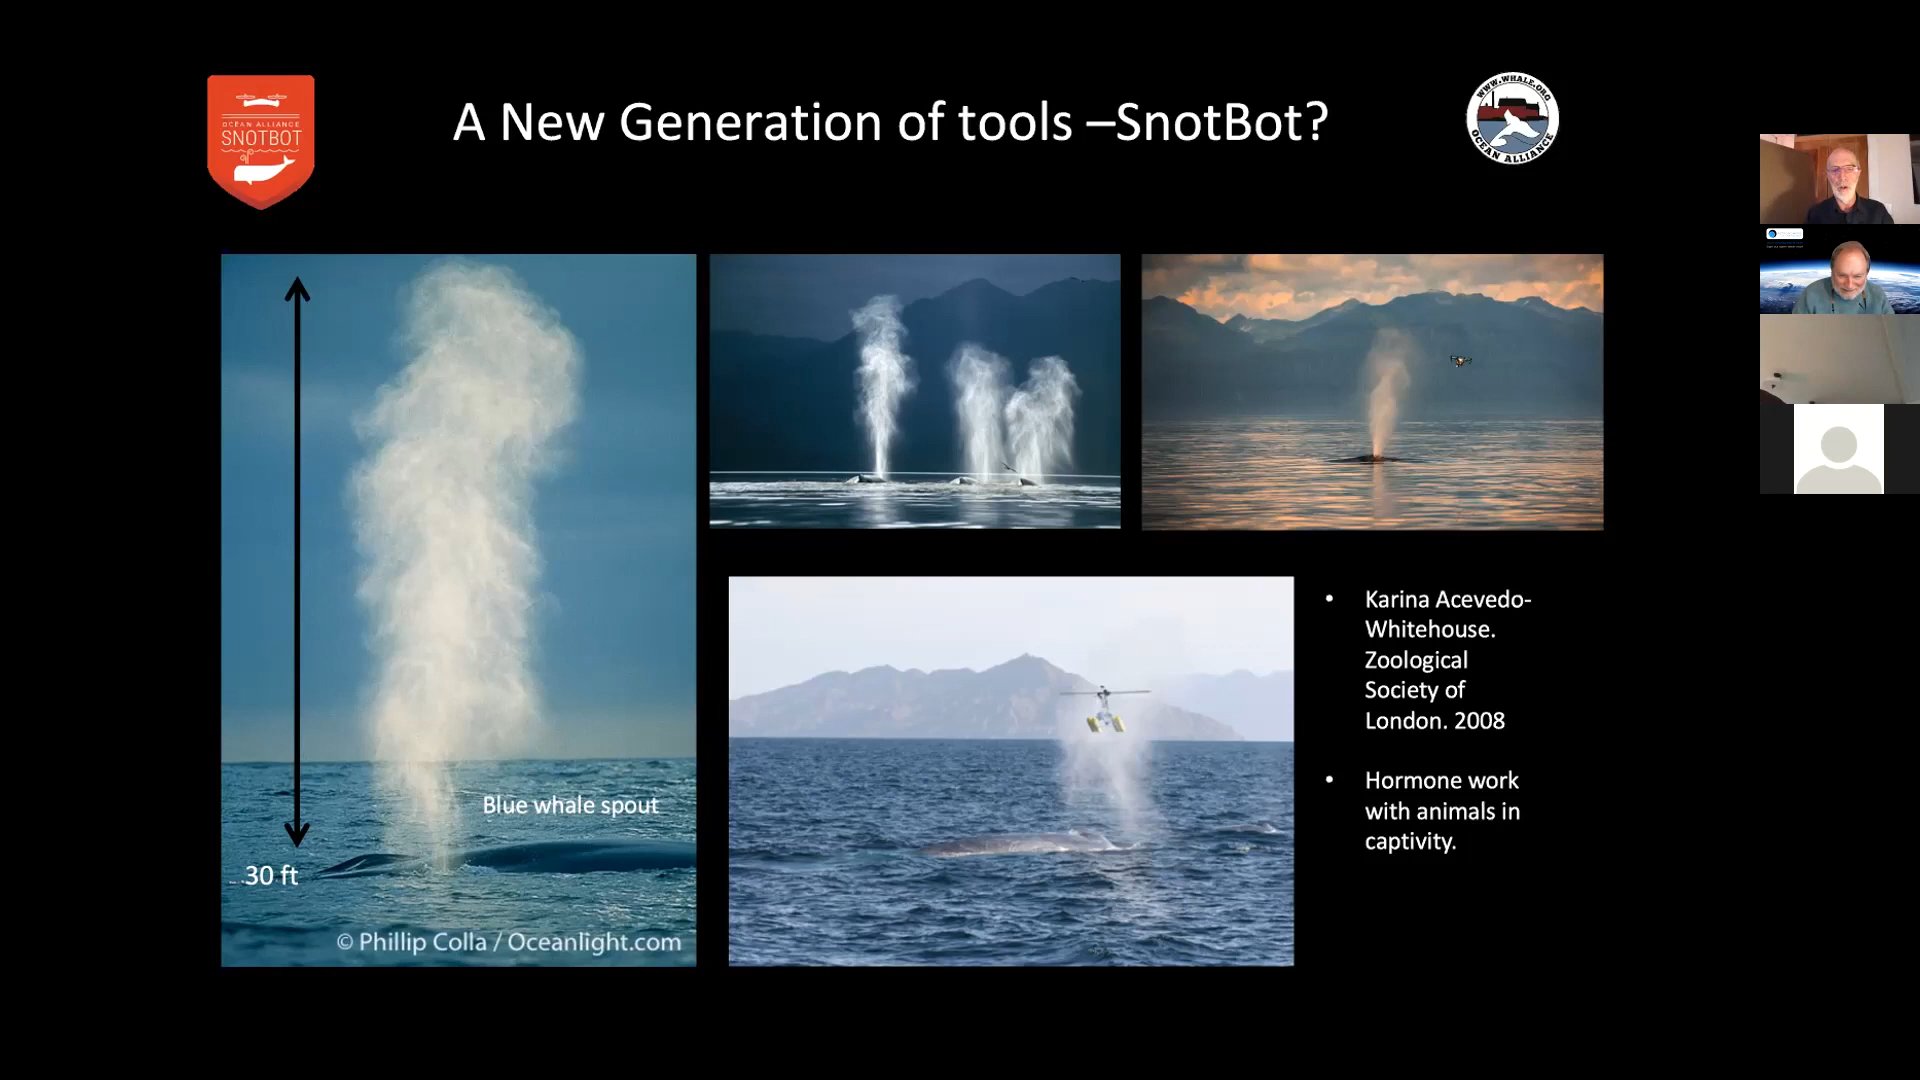 A New Generation of tools –SnotBot?
OCEAN ALLIANCE
SNOTBOT
WWW.WHALE.ORG
OCEAN ALLIANCE
Blue whale spout
30 ft
© Phillip Colla / Oceanlight.com
• Karina Acevedo-
Whitehouse.
Zoological
Society of
London. 2008
• Hormone work
with animals in
captivity.